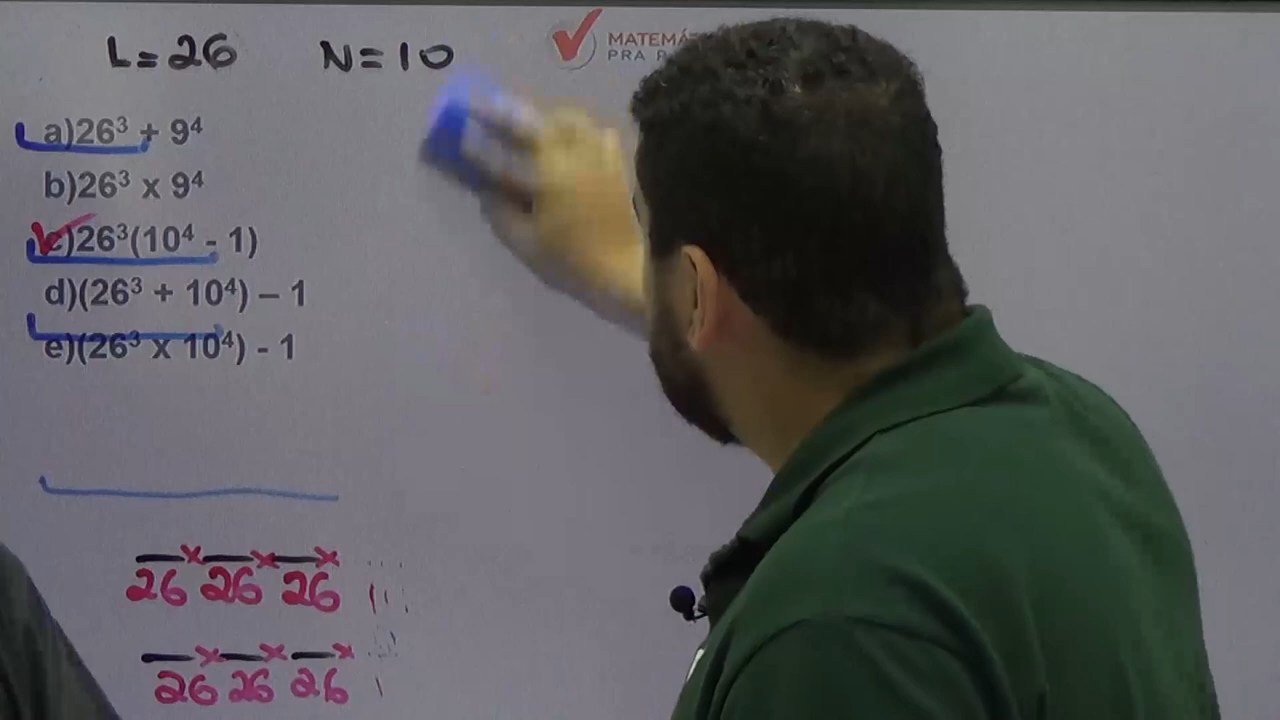 L=26 N=10
MATEMÁ
PRA P
a)26³ + 9⁴
b)26³ x 9⁴
c)26³(10⁴ - 1)
d)(26³ + 10⁴) – 1
e)(26³ x 10⁴) - 1
26 x 26 x 26 x
26 x 26 x 26 x